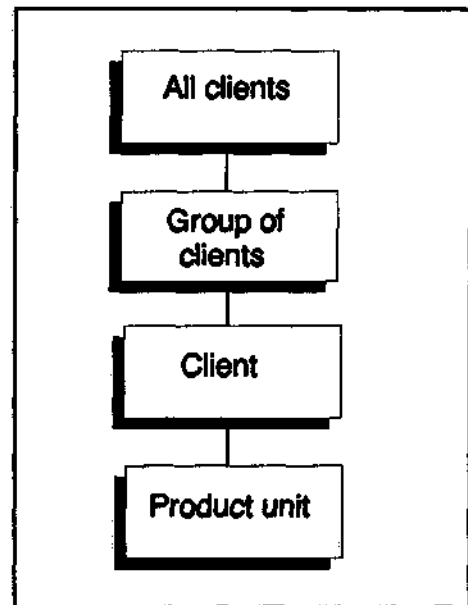 All clients
Group of
clients
Client
Product unit